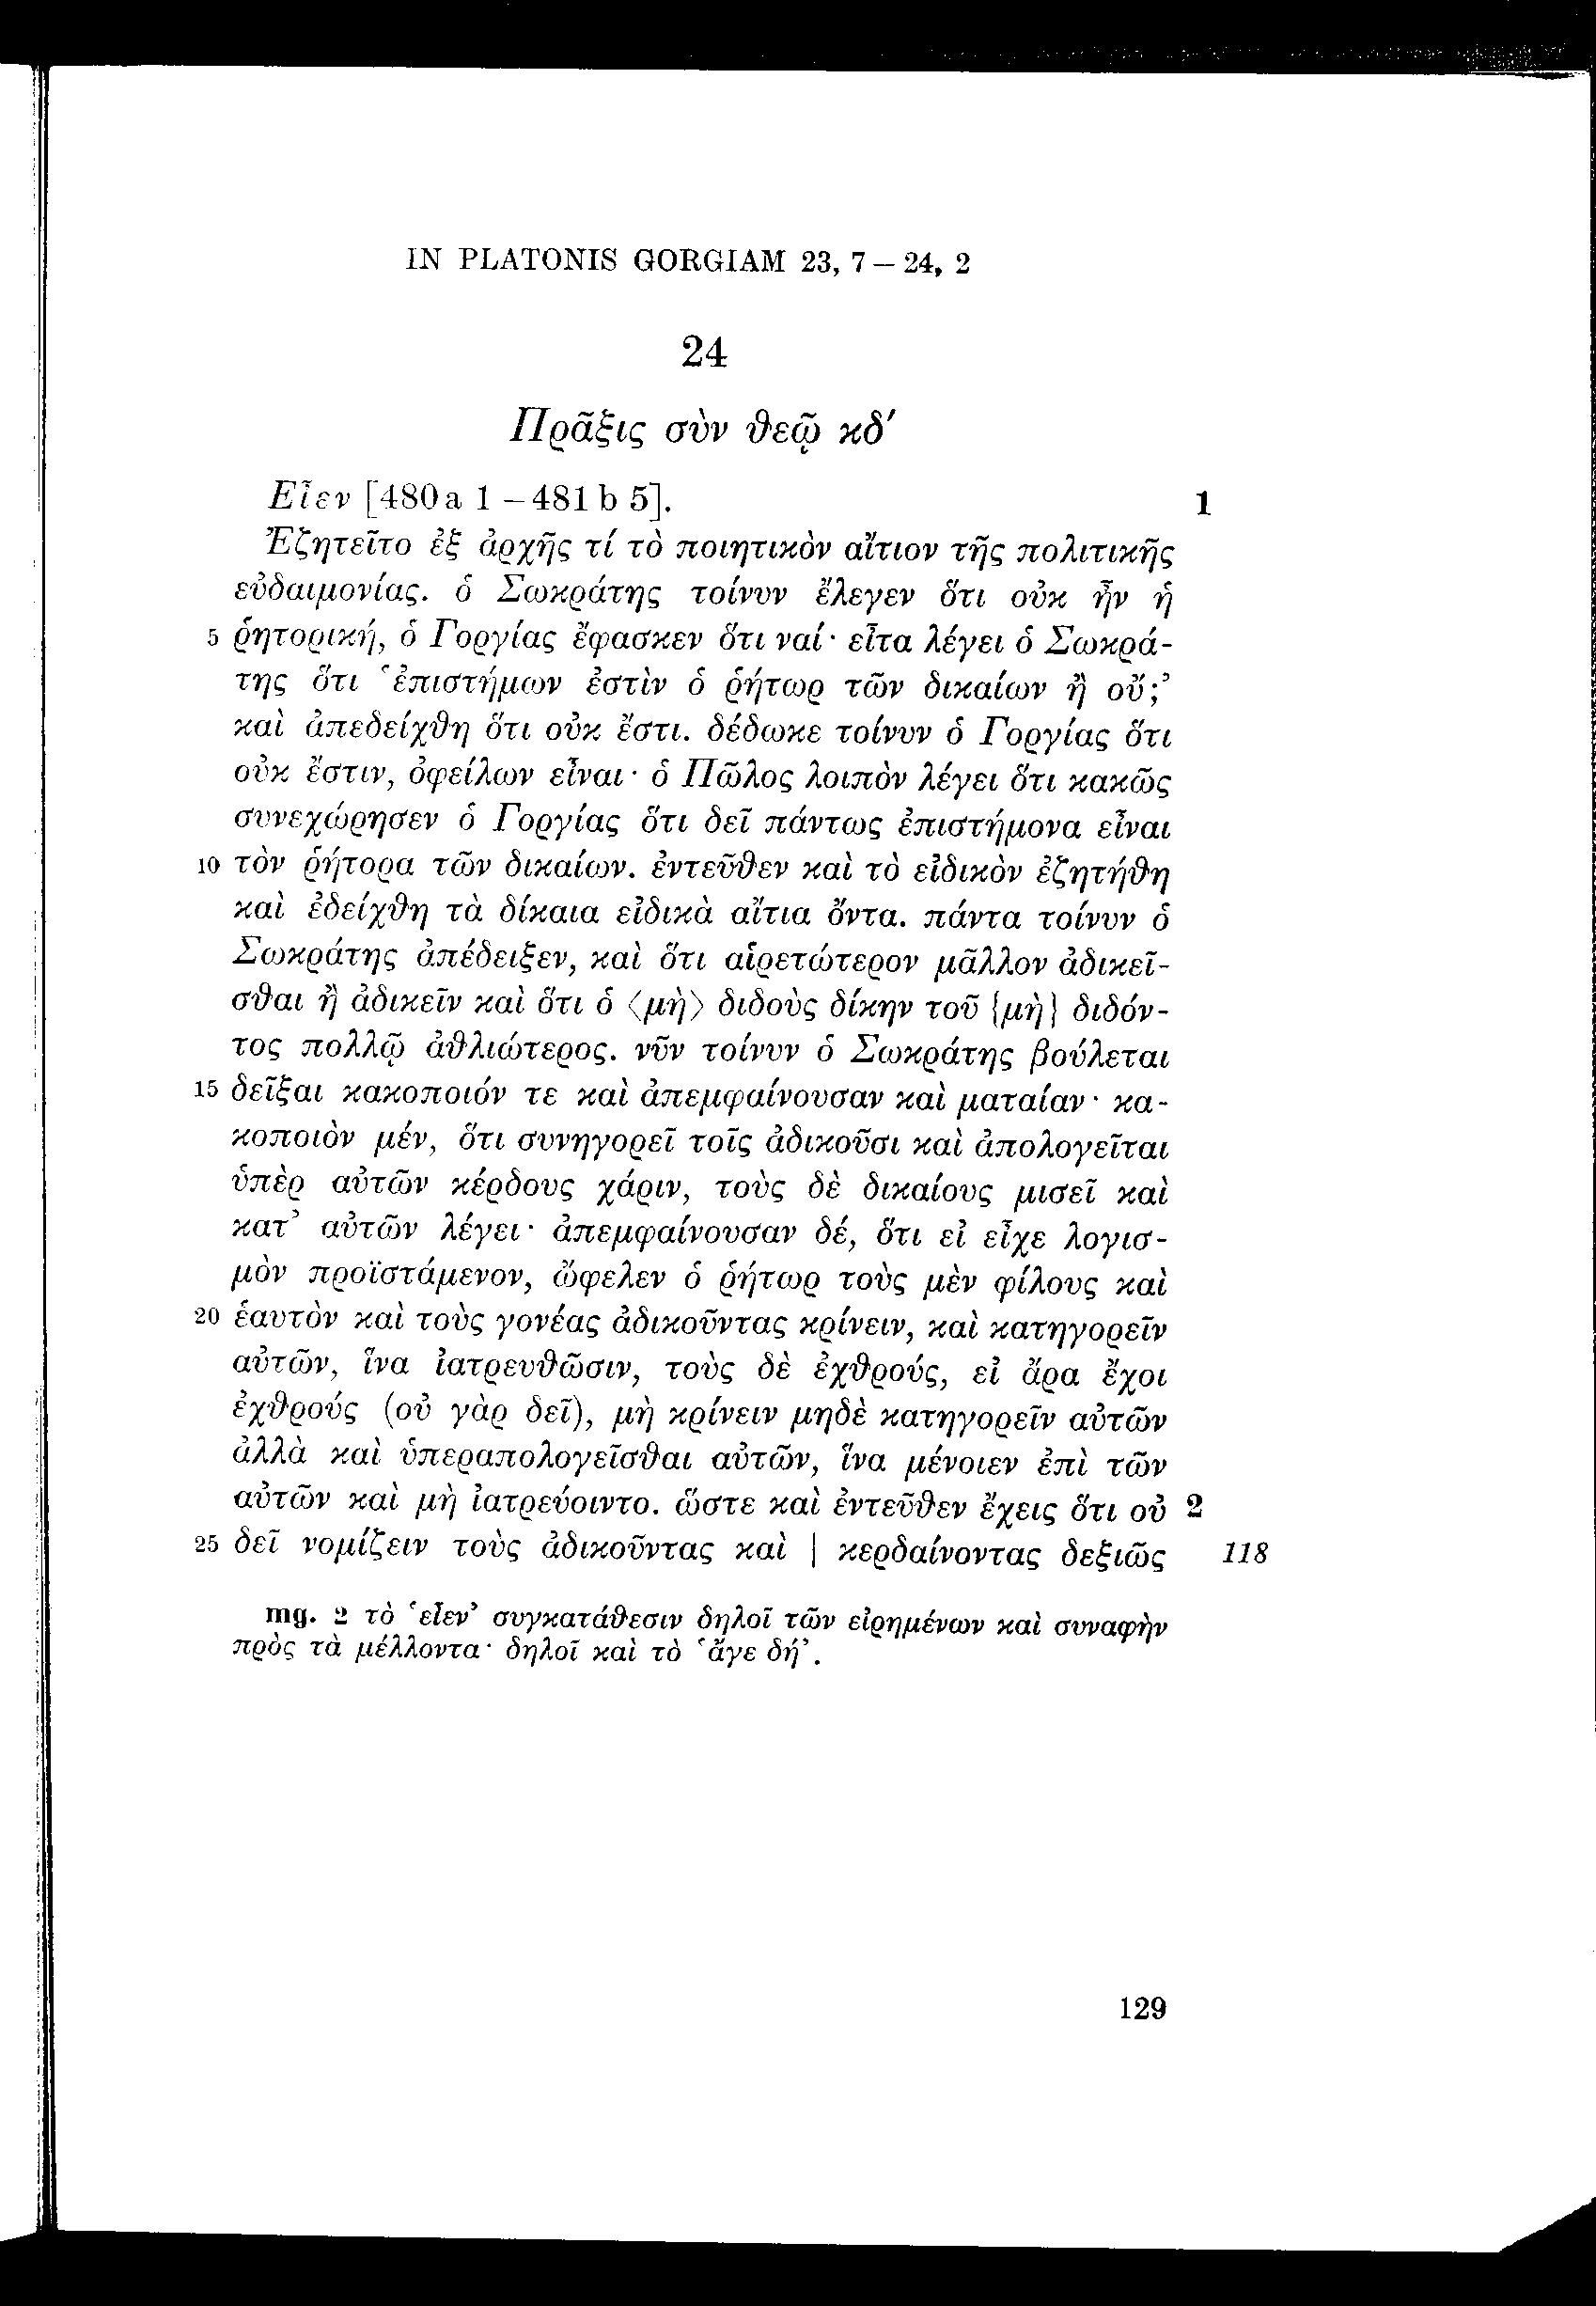 IN PLATONIS GORGIAM 23, 7 – 24, 2
24
Πρᾶξις σὺν θεῷ κδ′
Εἶεν [480a 1 – 481b 5]. 1
Ἐζητεῖτο ἐξ ἀρχῆς τί τὸ ποιητικὸν αἴτιον τῆς πολιτικῆς
εὐδαιμονίας. ὁ Σωκράτης τοίνυν ἔλεγεν ὅτι οὐκ ἦν ἡ
5 ῥητορική, ὁ Γοργίας ἔφασκεν ὅτι ναί· εἶτα λέγει ὁ Σωκρά-
της ὅτι ‘ἐπιστήμων ἐστὶν ὁ ῥήτωρ τῶν δικαίων ἢ οὔ;’
καὶ ἀπεδείχθη ὅτι οὐκ ἔστι. δέδωκε τοίνυν ὁ Γοργίας ὅτι
οὐκ ἔστιν, ὀφείλων εἶναι· ὁ Πῶλος λοιπὸν λέγει ὅτι κακῶς
συνεχώρησεν ὁ Γοργίας ὅτι δεῖ πάντως ἐπιστήμονα εἶναι
10 τὸν ῥήτορα τῶν δικαίων. ἐντεῦθεν καὶ τὸ εἰδικὸν ἐζητήθη
καὶ ἐδείχθη τὰ δίκαια εἰδικὰ αἴτια ὄντα. πάντα τοίνυν ὁ
Σωκράτης ἀπέδειξεν, καὶ ὅτι αἱρετώτερον μᾶλλον ἀδικεῖ-
σθαι ἢ ἀδικεῖν καὶ ὅτι ὁ ⟨μὴ⟩ διδοὺς δίκην τοῦ {μὴ} διδόν-
τος πολλῷ ἀθλιώτερος. νῦν τοίνυν ὁ Σωκράτης βούλεται
15 δεῖξαι κακοποιόν τε καὶ ἀπεμφαίνουσαν καὶ ματαίαν· κα-
κοποιὸν μέν, ὅτι συνηγορεῖ τοῖς ἀδικοῦσι καὶ ἀπολογεῖται
ὑπὲρ αὐτῶν κέρδους χάριν, τοὺς δὲ δικαίους μισεῖ καὶ
κατ’ αὐτῶν λέγει· ἀπεμφαίνουσαν δέ, ὅτι εἰ εἶχε λογισ-
μὸν προϊστάμενον, ὤφελεν ὁ ῥήτωρ τοὺς μὲν φίλους καὶ
20 ἑαυτὸν καὶ τοὺς γονέας ἀδικοῦντας κρίνειν, καὶ κατηγορεῖν
αὐτῶν, ἵνα ἰατρευθῶσιν, τοὺς δὲ ἐχθρούς, εἰ ἄρα ἔχοι
ἐχθρούς (οὐ γὰρ δεῖ), μὴ κρίνειν μηδὲ κατηγορεῖν αὐτῶν
ἀλλὰ καὶ ὑπεραπολογεῖσθαι αὐτῶν, ἵνα μένοιεν ἐπὶ τῶν
αὐτῶν καὶ μὴ ἰατρεύοιντο. ὥστε καὶ ἐντεῦθεν ἔχεις ὅτι οὐ 2
25 δεῖ νομίζειν τοὺς ἀδικοῦντας καὶ | κερδαίνοντας δεξιῶς 118
mg. 2 τὸ ‘εἶεν’ συγκατάθεσιν δηλοῖ τῶν εἰρημένων καὶ συναφὴν
πρὸς τὰ μέλλοντα· δηλοῖ καὶ τὸ ‘ἄγε δή’.
129